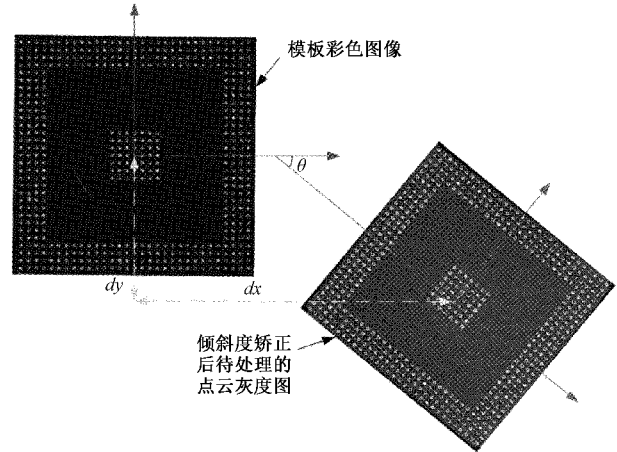 模板彩色图像
θ
dy
dx
倾斜度矫正
后待处理的
点云灰度图